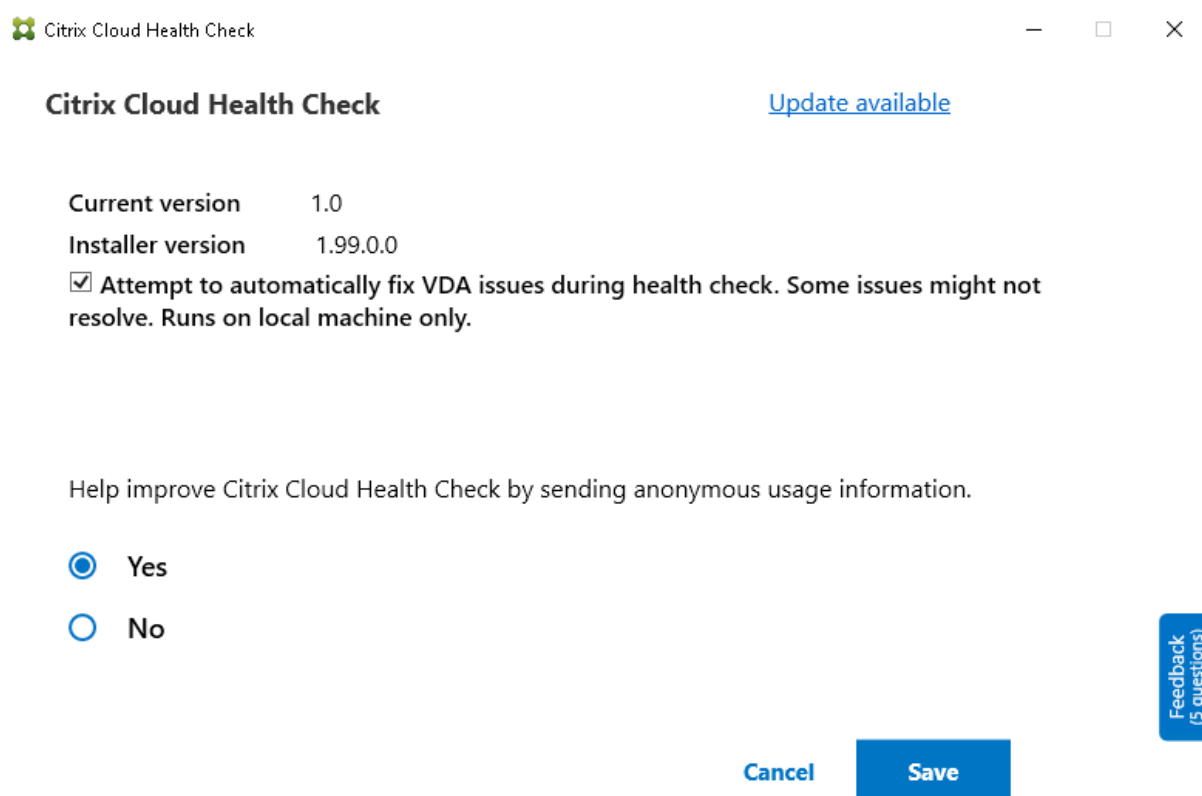 Citrix Cloud Health Check
Citrix Cloud Health Check
Update available
Current version 1.0
Installer version 1.99.0.0
Attempt to automatically fix VDA issues during health check. Some issues might not
resolve. Runs on local machine only.
Help improve Citrix Cloud Health Check by sending anonymous usage information.
Yes
No
Feedback
(5 questions)
Cancel
Save